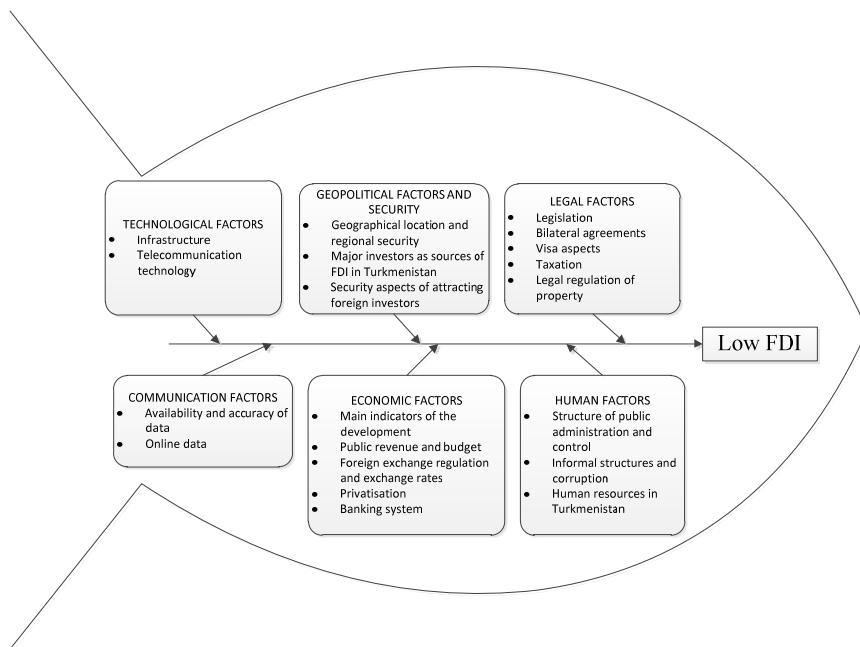 TECHNOLOGICAL FACTORS
• Infrastructure
• Telecommunication
technology
GEOPOLITICAL FACTORS AND
SECURITY
• Geographical location and
regional security
• Major investors as sources of
FDI in Turkmenistan
• Security aspects of attracting
foreign investors
LEGAL FACTORS
• Legislation
• Bilateral agreements
• Visa aspects
• Taxation
• Legal regulation of
property
Low FDI
COMMUNICATION FACTORS
• Availability and accuracy of
data
• Online data
ECONOMIC FACTORS
• Main indicators of the
development
• Public revenue and budget
• Foreign exchange regulation
and exchange rates
• Privatisation
• Banking system
HUMAN FACTORS
• Structure of public
administration and
control
• Informal structures and
corruption
• Human resources in
Turkmenistan